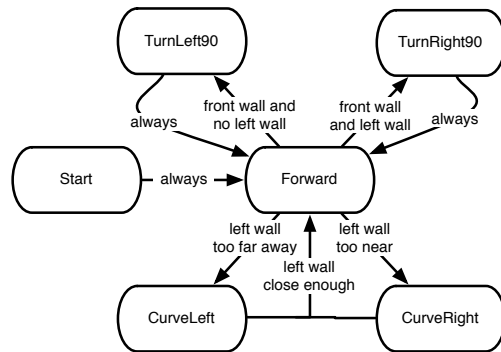 TurnLeft90
TurnRight90
front wall and
no left wall
front wall
and left wall
always
always
Start
always
Forward
left wall
too far away
left wall
too near
left wall
close enough
CurveLeft
CurveRight